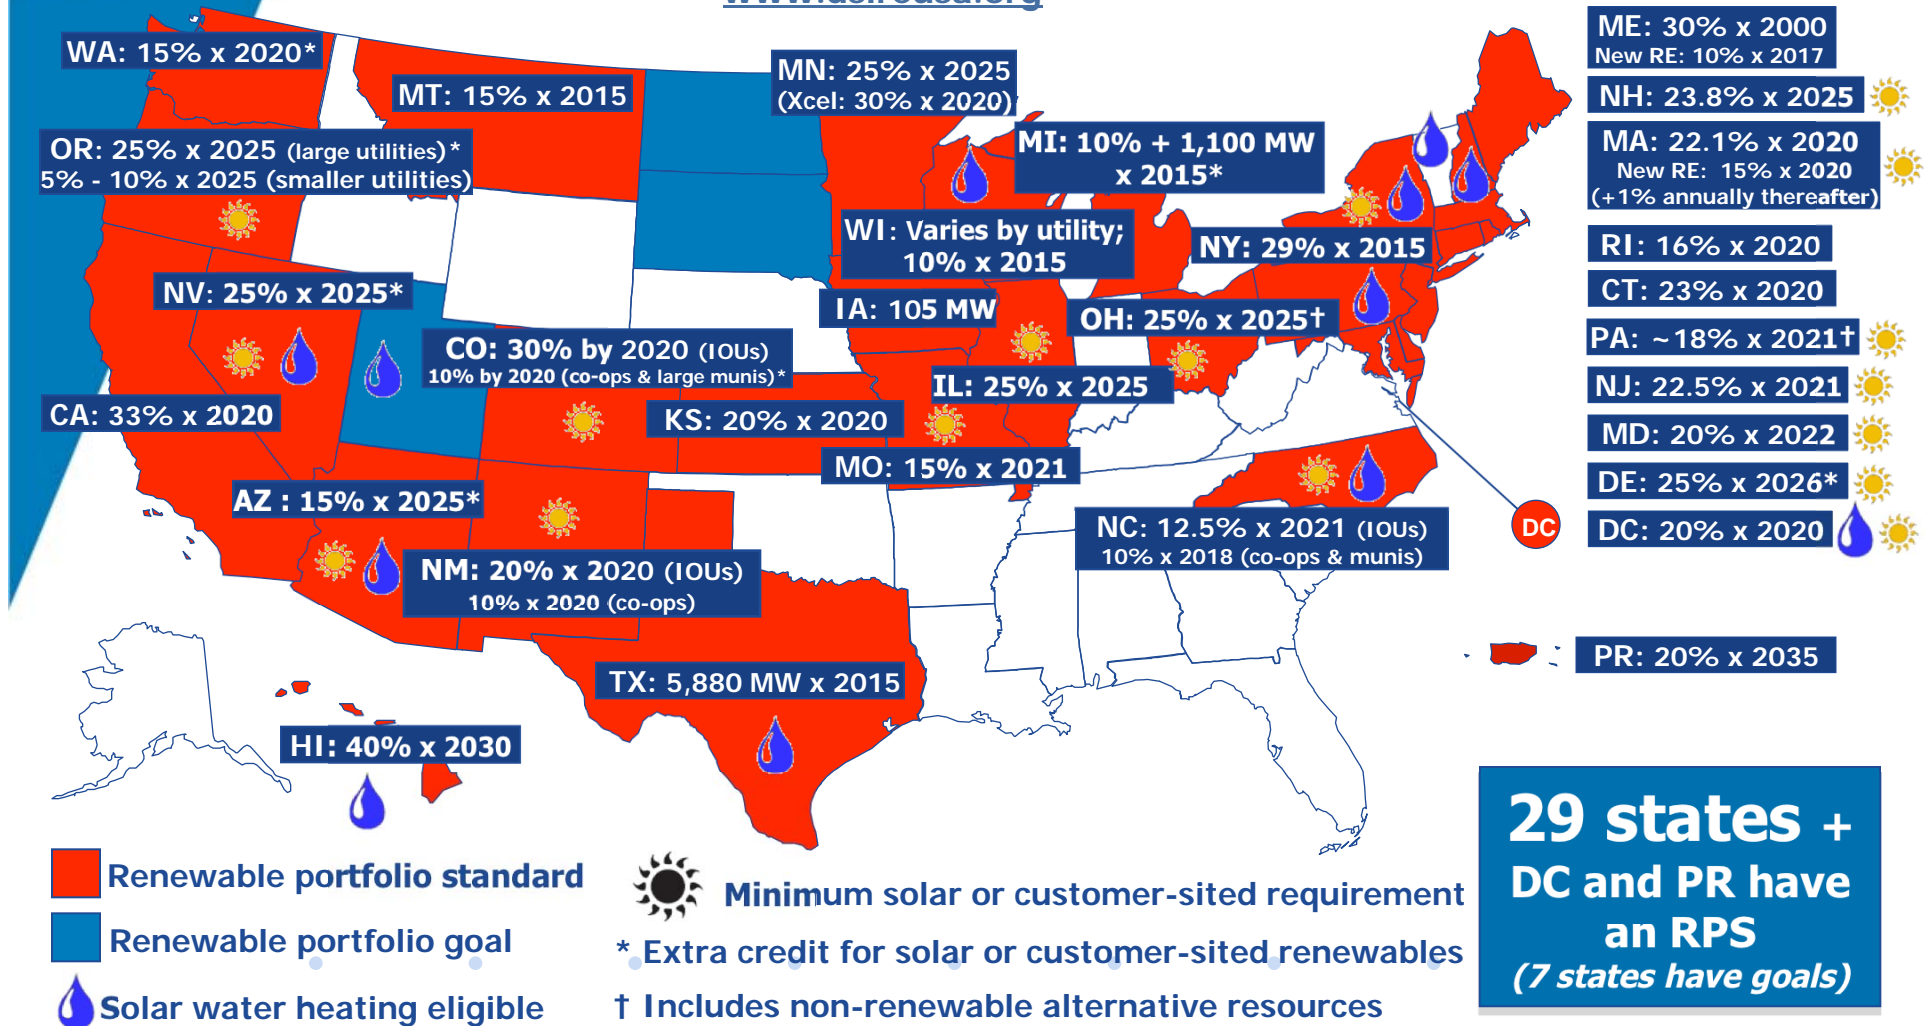 WA: 15% x 2020*
MT: 15% x 2015
MN: 25% x 2025
(Xcel: 30% x 2020)
OR: 25% x 2025 (large utilities)*
5% - 10% x 2025 (smaller utilities)
MI: 10% + 1,100 MW
x 2015*
WI: Varies by utility;
10% x 2015
NY: 29% x 2015
NV: 25% x 2025*
IA: 105 MW
OH: 25% x 2025†
CO: 30% by 2020 (IOUs)
10% by 2020 (co-ops & large munis)*
IL: 25% x 2025
CA: 33% x 2020
KS: 20% x 2020
MO: 15% x 2021
AZ : 15% x 2025*
NC: 12.5% x 2021 (IOUs)
10% x 2018 (co-ops & munis)
NM: 20% x 2020 (IOUs)
10% x 2020 (co-ops)
TX: 5,880 MW x 2015
HI: 40% x 2030
ME: 30% x 2000
New RE: 10% x 2017
NH: 23.8% x 2025
MA: 22.1% x 2020
New RE: 15% x 2020
(+1% annually thereafter)
RI: 16% x 2020
CT: 23% x 2020
PA: ~18% x 2021†
NJ: 22.5% x 2021
MD: 20% x 2022
DE: 25% x 2026*
DC: 20% x 2020
DC
PR: 20% x 2035
Renewable portfolio standard
Renewable portfolio goal
Solar water heating eligible
Minimum solar or customer-sited requirement
* Extra credit for solar or customer-sited renewables
† Includes non-renewable alternative resources
29 states +
DC and PR have
an RPS
(7 states have goals)